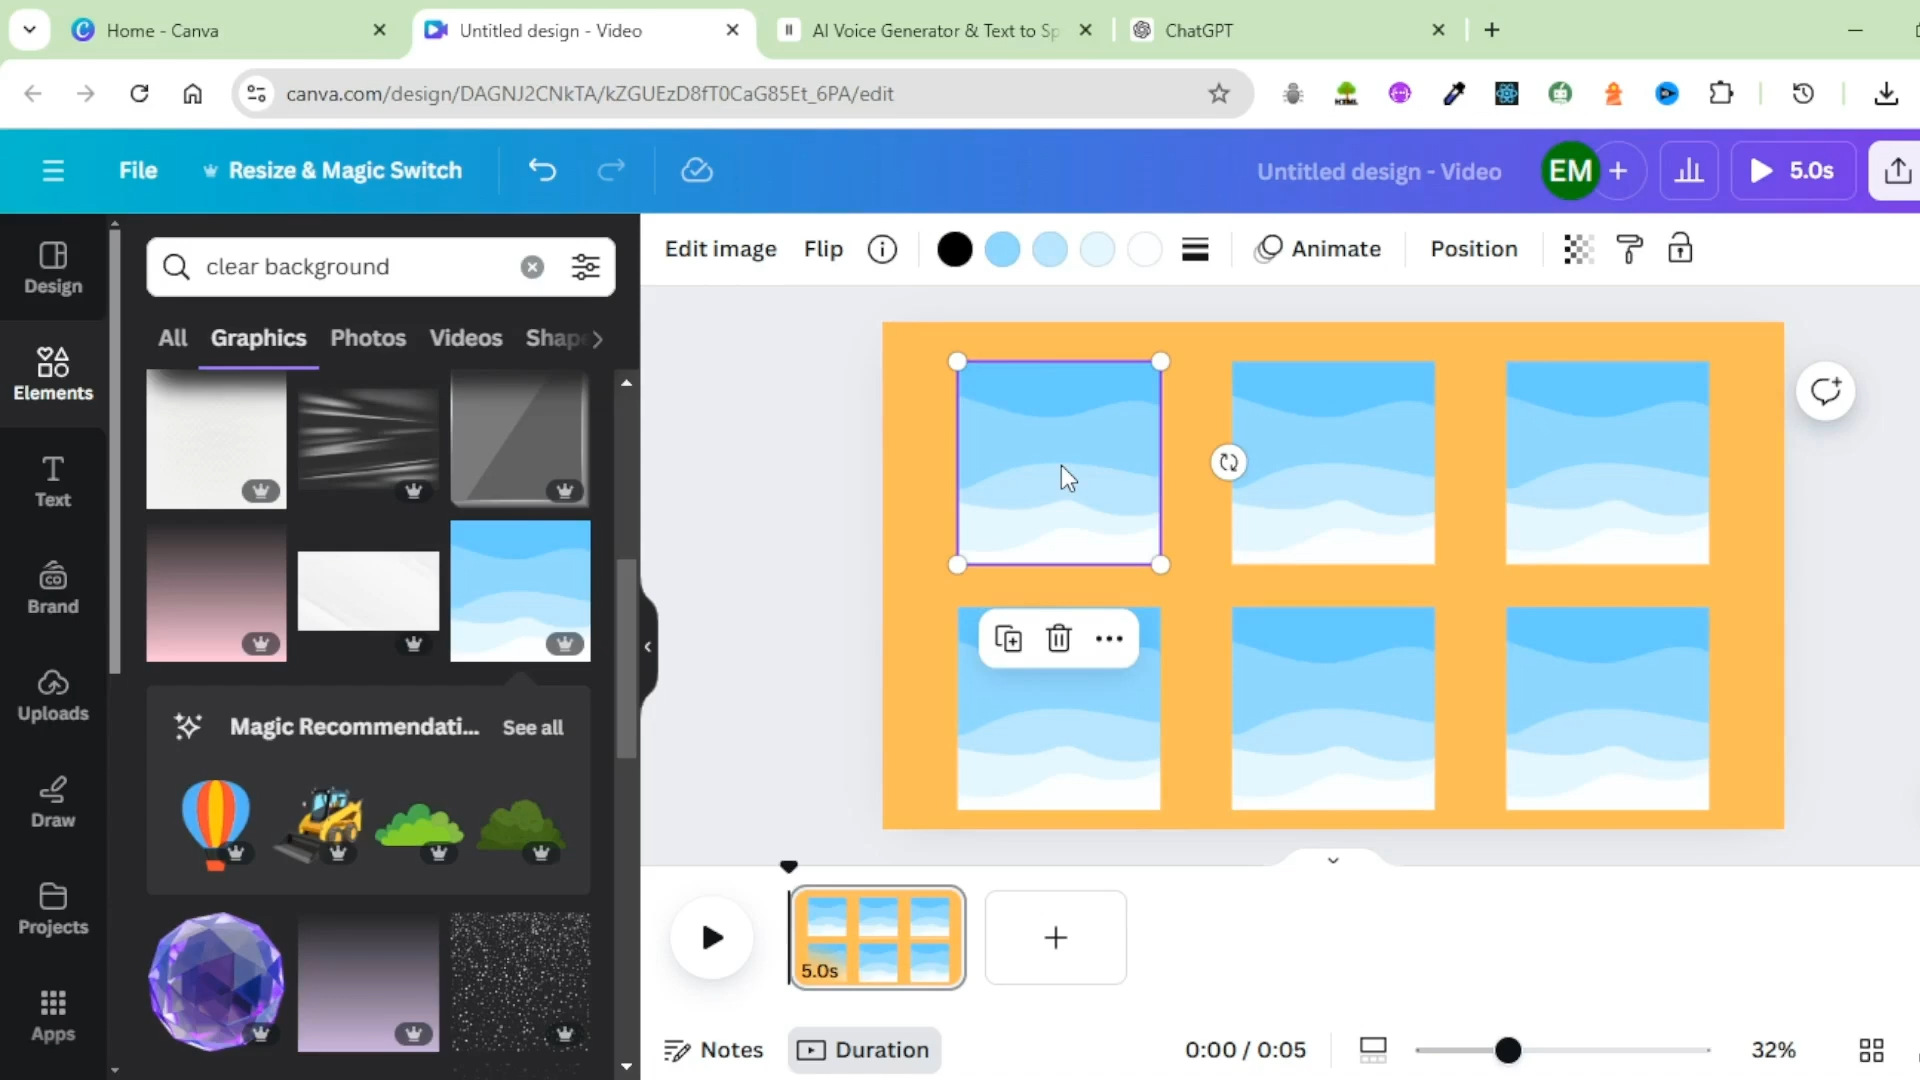 Home - Canva
Untitled design - Video
AI Voice Generator & Text to Sp
ChatGPT
canva.com/design/DAGNJ2CNkTA/kZGUEzD8fT0CaG85Et_6PA/edit
File
Resize & Magic Switch
Untitled design - Video
EM
5.0s
Design
Elements
Text
Brand
Uploads
Draw
Projects
Apps
clear background
All
Graphics
Photos
Videos
Shape
Magic Recommendati...
See all
Edit image
Flip
Animate
Position
5.0s
Notes
Duration
0:00 / 0:05
32%